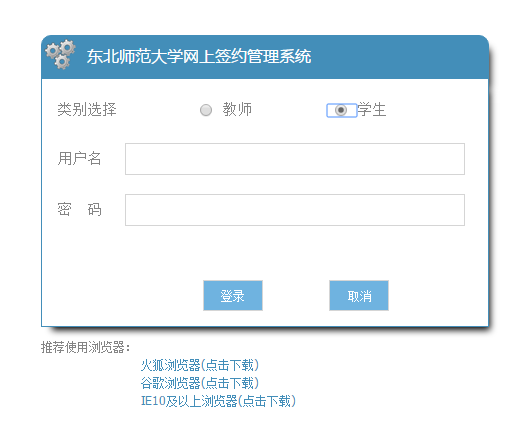 东北师范大学网上签约管理系统
类别选择 教师 学生
用户名
密 码
登录 取消
推荐使用浏览器：
火狐浏览器(点击下载)
谷歌浏览器(点击下载)
IE10及以上浏览器(点击下载)